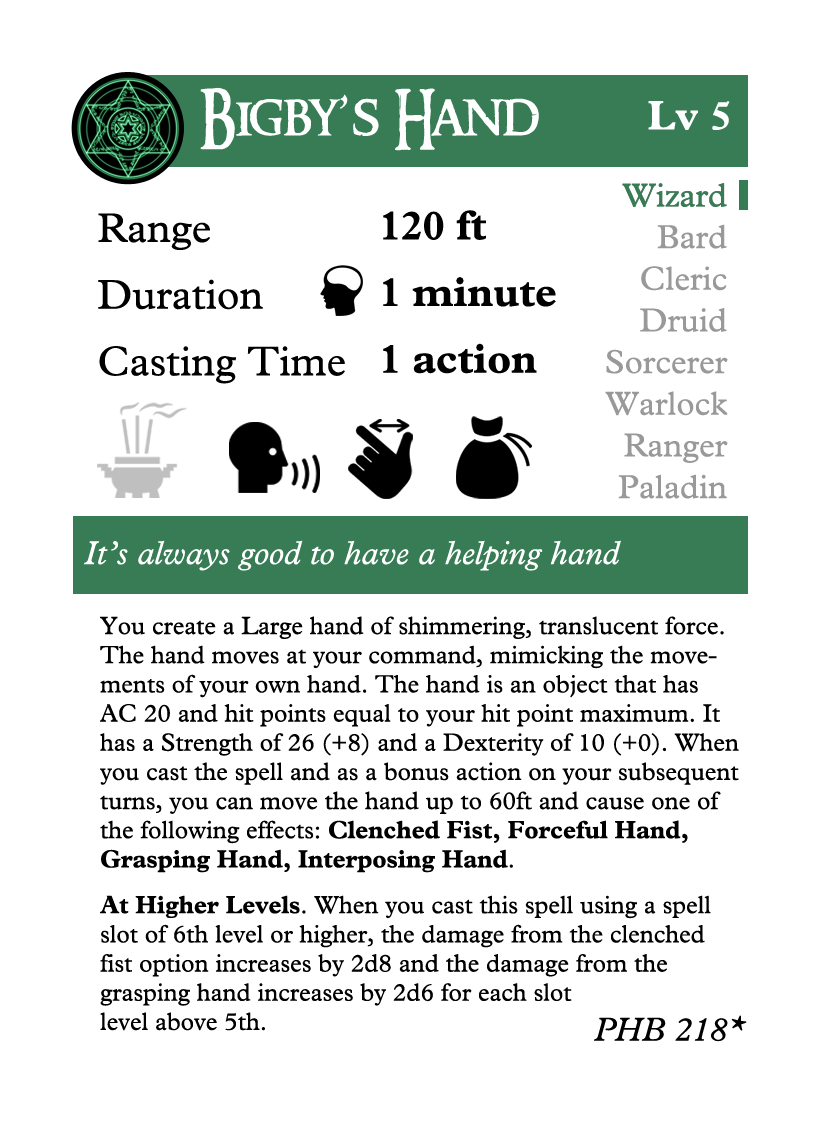 BIGBY'S HAND
Lv 5
Range 120 ft
Duration 1 minute
Casting Time 1 action
Wizard
Bard
Cleric
Druid
Sorcerer
Warlock
Ranger
Paladin
It's always good to have a helping hand
You create a Large hand of shimmering, translucent force.
The hand moves at your command, mimicking the move-
ments of your own hand. The hand is an object that has
AC 20 and hit points equal to your hit point maximum. It
has a Strength of 26 (+8) and a Dexterity of 10 (+0). When
you cast the spell and as a bonus action on your subsequent
turns, you can move the hand up to 60ft and cause one of
the following effects: Clenched Fist, Forceful Hand,
Grasping Hand, Interposing Hand.
At Higher Levels. When you cast this spell using a spell
slot of 6th level or higher, the damage from the clenched
fist option increases by 2d8 and the damage from the
grasping hand increases by 2d6 for each slot
level above 5th.
PHB 218*